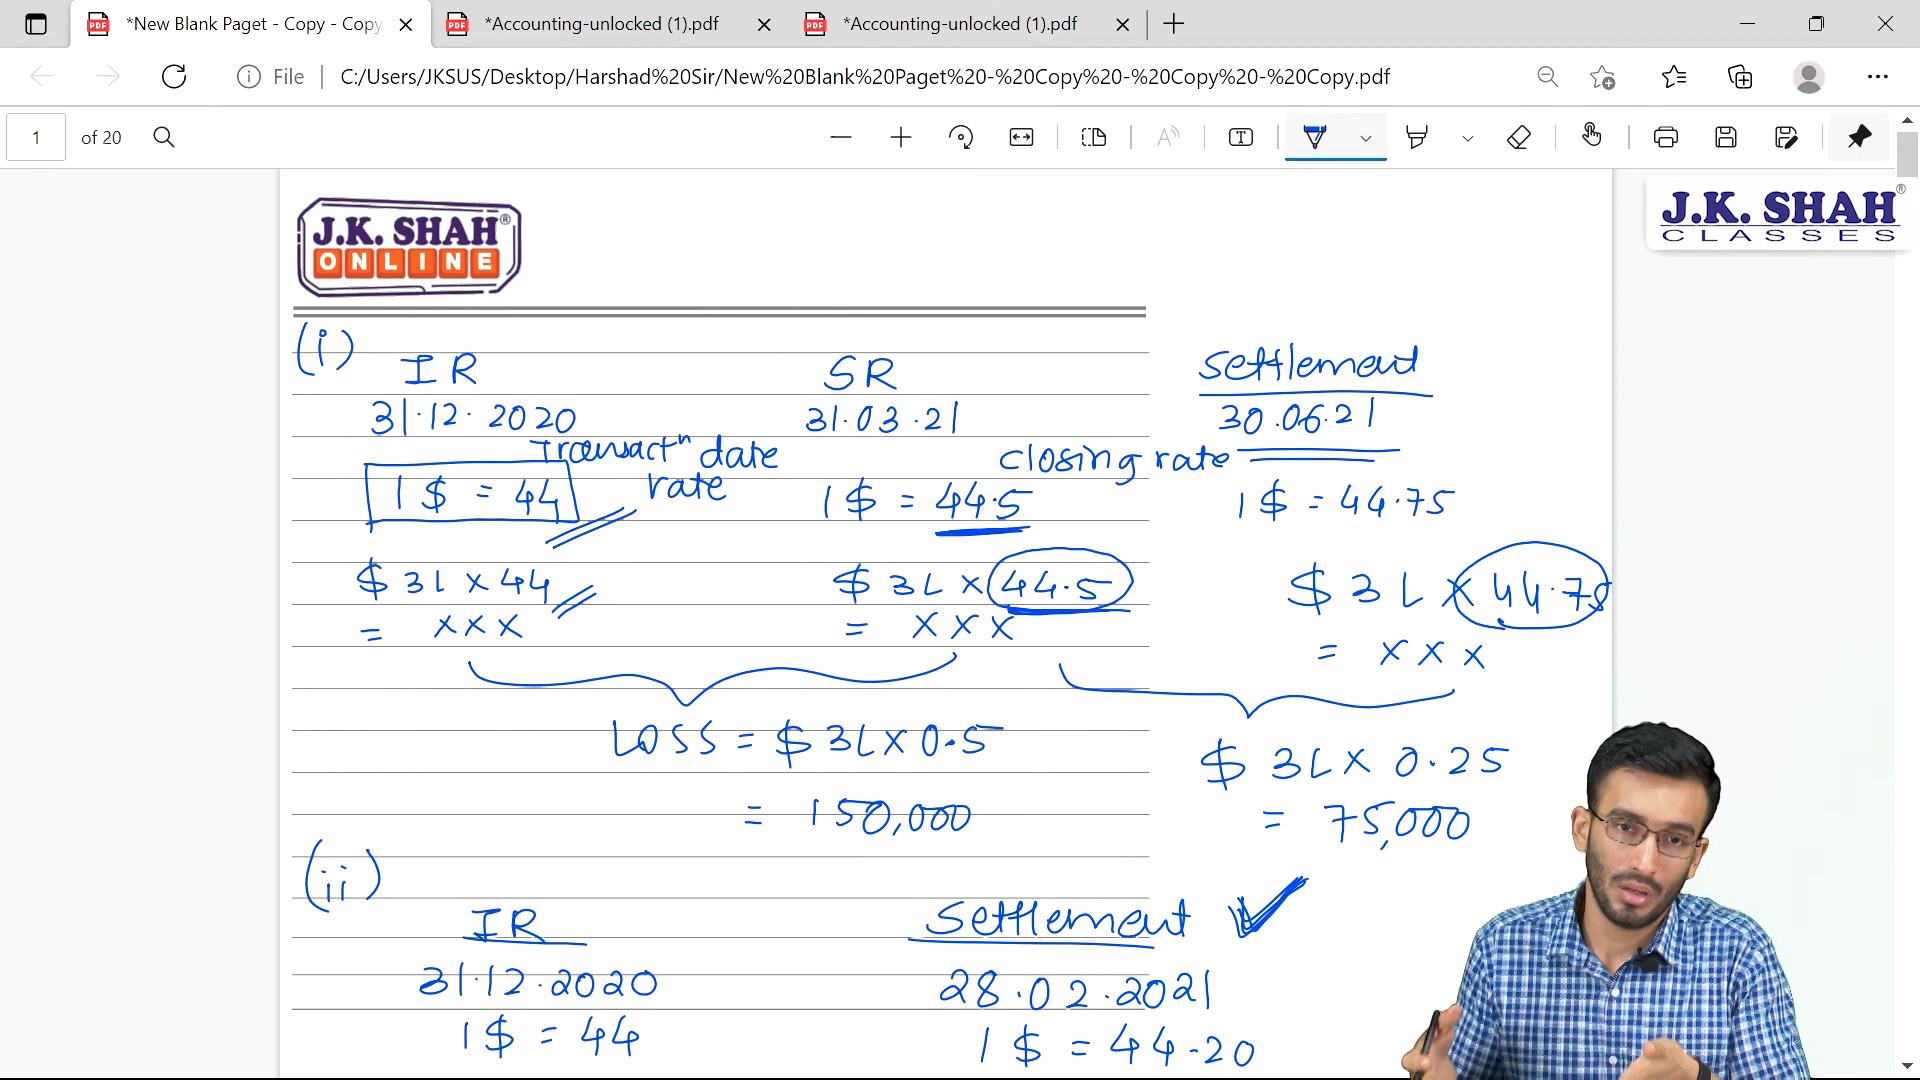 *New Blank Paget - Copy - Copy
*Accounting-unlocked (1).pdf
*Accounting-unlocked (1).pdf
File
C:/Users/JKSUS/Desktop/Harshad%20Sir/New%20Blank%20Paget%20-%20Copy%20-%20Copy%20-%20Copy.pdf
1 of 20
J.K. SHAH®
ONLINE
J.K. SHAH®
CLASSES
(i)
IR SR Settlement
31.12.2020 31.03.21 30.06.21
Transactn date rate closing rate
1 $ = 44 1 $ = 44.5 1 $ = 44.75
$ 3L x 44 $ 3L x 44.5 $ 3L x 44.75
= xxx = xxx = xxx
Loss = $ 3L x 0.5 $ 3L x 0.25
= 150,000 = 75,000
(ii)
IR Settlement ✓
31.12.2020 28.02.2021
1 $ = 44 1 $ = 44.20